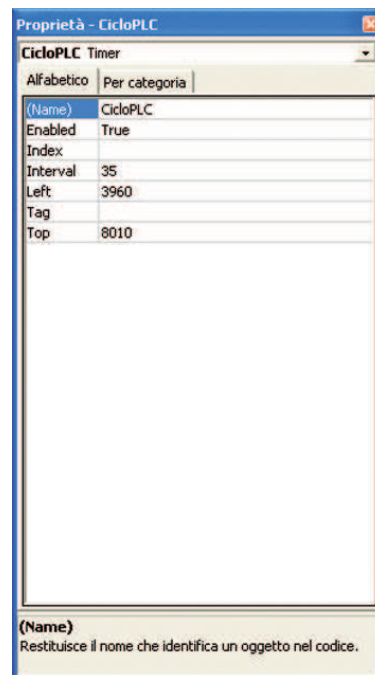 Proprietà - CicloPLC
CicloPLC Timer
Alfabetico Per categoria
(Name) CicloPLC
Enabled True
Index
Interval 35
Left 3960
Tag
Top 8010
(Name)
Restituisce il nome che identifica un oggetto nel codice.